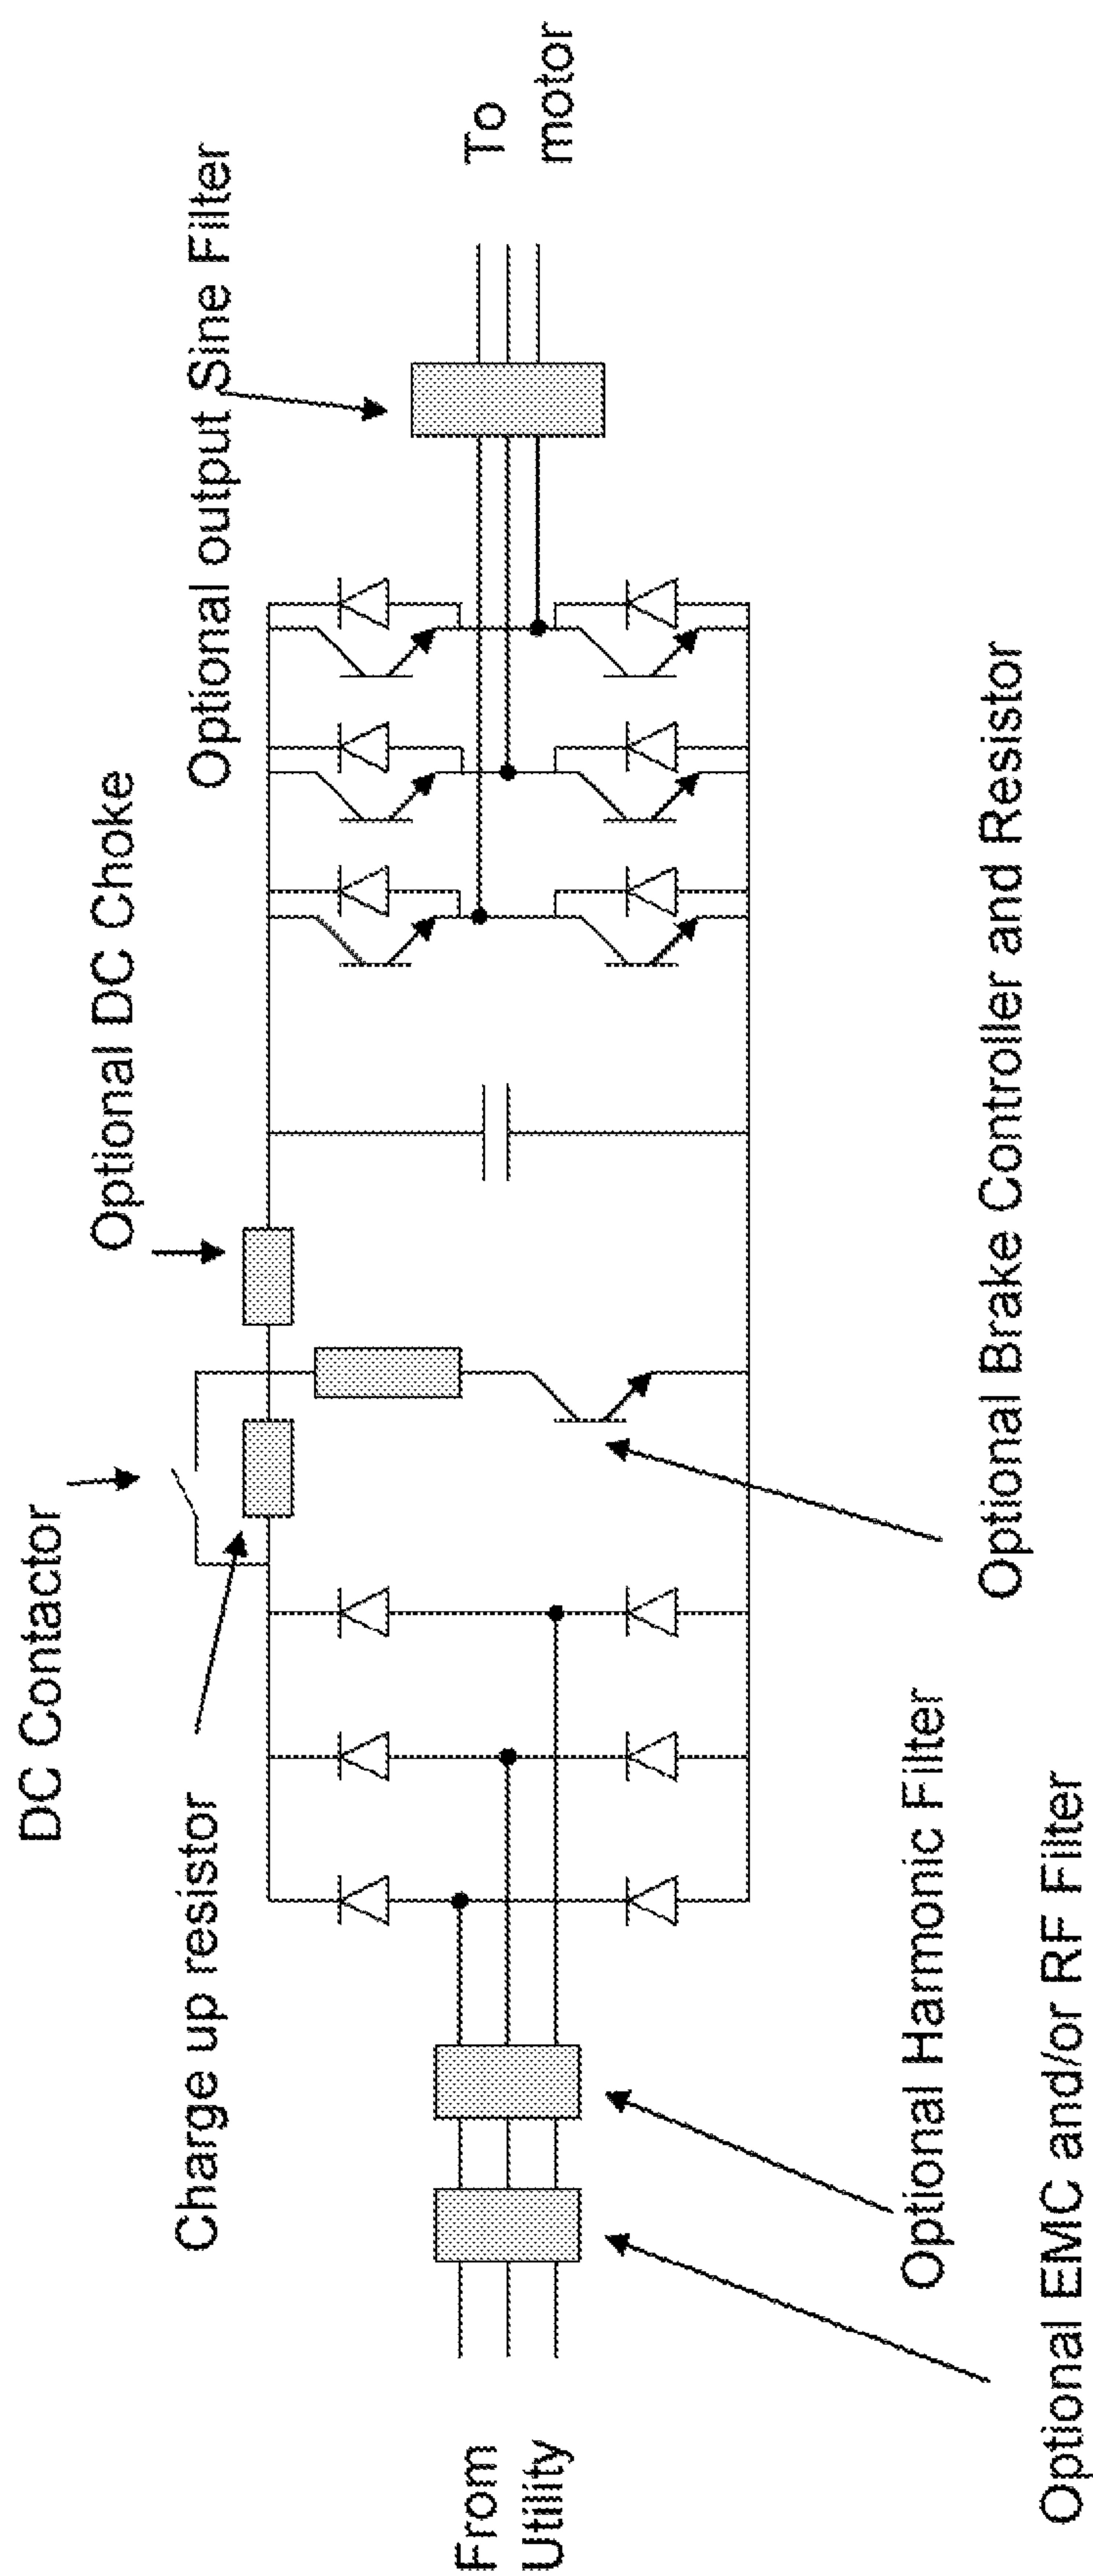 DC Contactor
Optional DC Choke
Charge up resistor
Optional output Sine Filter
From
Utility
To
motor
Optional Harmonic Filter
Optional Brake Controller and Resistor
Optional EMC and/or RF Filter